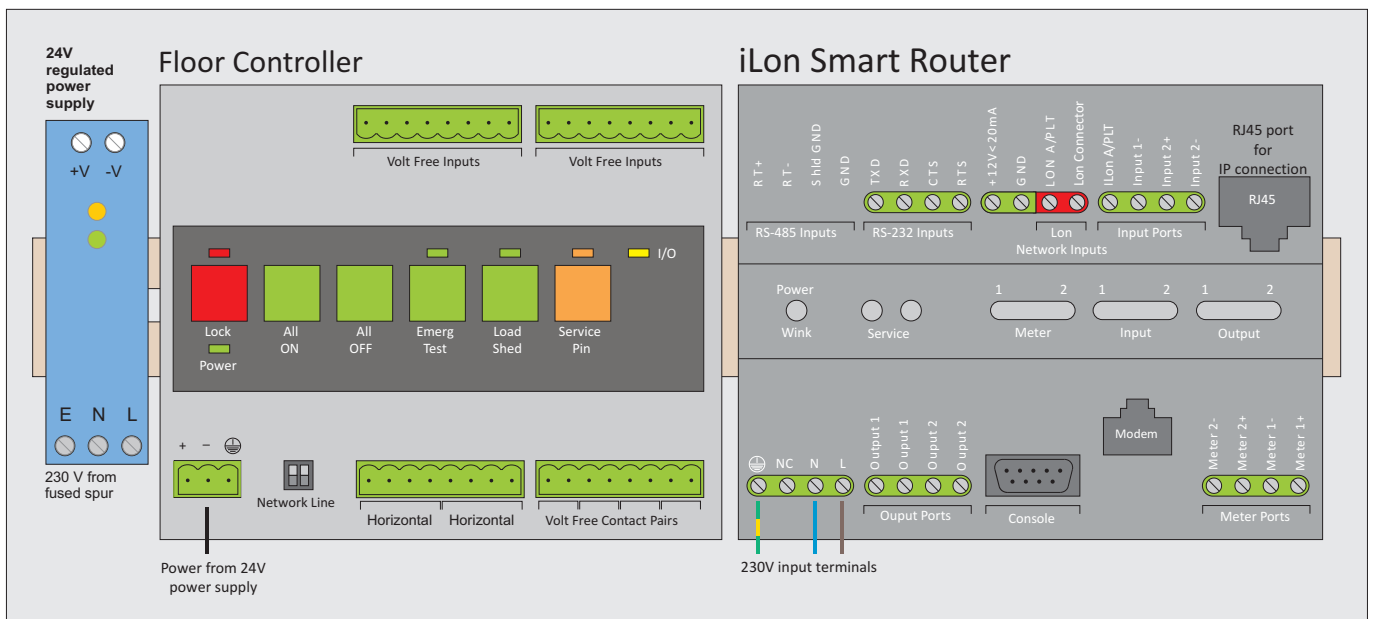 24V
regulated
power
supply
+V -V
E N L
230 V from
fused spur
Floor Controller
Volt Free Inputs
Volt Free Inputs
I/O
Lock
All
ON
All
OFF
Emerg
Test
Load
Shed
Service
Pin
Power
+ –
Network Line
Horizontal
Horizontal
Volt Free Contact Pairs
Power from 24V
power supply
iLon Smart Router
RT+
RT-
Shld GND
GND
TXD
RXD
CTS
RTS
+12V<20mA
GND
LON A/PLT
Lon Connector
ILon A/PLT
Input 1-
Input 2+
Input 2-
RJ45 port
for
IP connection
RJ45
RS-485 Inputs
RS-232 Inputs
Lon
Network Inputs
Input Ports
Power
Wink
Service
1 2
Meter
1 2
Input
1 2
Output
NC N L
Output 1
Ouput 1
Output 2
Ouput 2
Ouput Ports
Console
Modem
Meter 2-
Meter 2+
Meter 1-
Meter 1+
Meter Ports
230V input terminals